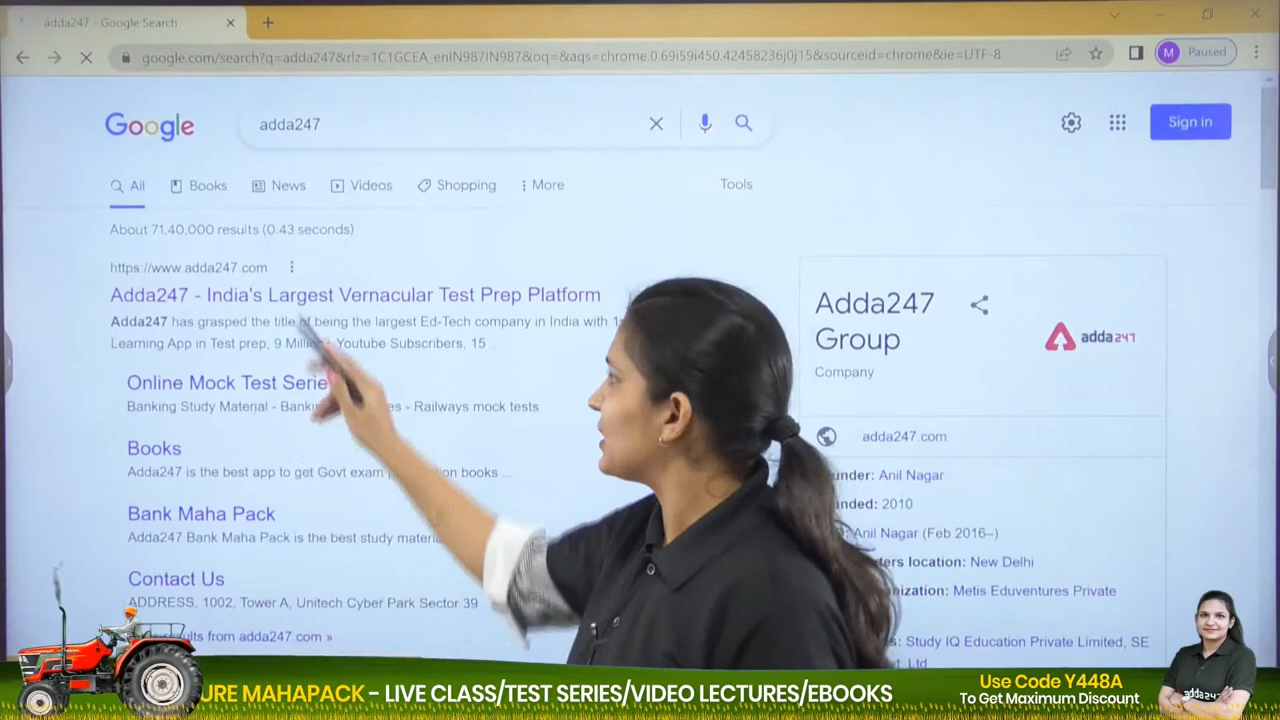 adda247 - Google Search
google.com/search?q=adda247&rlz=1C1GCEA_enIN987IN987&oq=&aqs=chrome.0.69i59i450.42458236j0j15&sourceid=chrome&ie=UTF-8
M Paused
Google
adda247
Sign in
All Books News Videos Shopping More Tools
About 71,40,000 results (0.43 seconds)
https://www.adda247.com
Adda247 - India's Largest Vernacular Test Prep Platform
Adda247 has grasped the title of being the largest Ed-Tech company in India with
Learning App in Test prep, 9 Million+ Youtube Subscribers, 15 ...
Online Mock Test Serie
Banking Study Material - - Railways mock tests
Books
Adda247 is the best app to get Govt exam books ...
Bank Maha Pack
Adda247 Bank Maha Pack is the best study
Contact Us
ADDRESS. 1002, Tower A, Unitech Cyber Park Sector 39
from adda247.com »
Adda247
Group
Company
adda247
adda247.com
Anil Nagar
2010
Anil Nagar (Feb 2016–)
location: New Delhi
Metis Eduventures Private
Study IQ Education Private Limited, SE
Ltd
URE MAHAPACK - LIVE CLASS/TEST SERIES/VIDEO LECTURES/EBOOKS
Use Code Y448A
To Get Maximum Discount
adda247